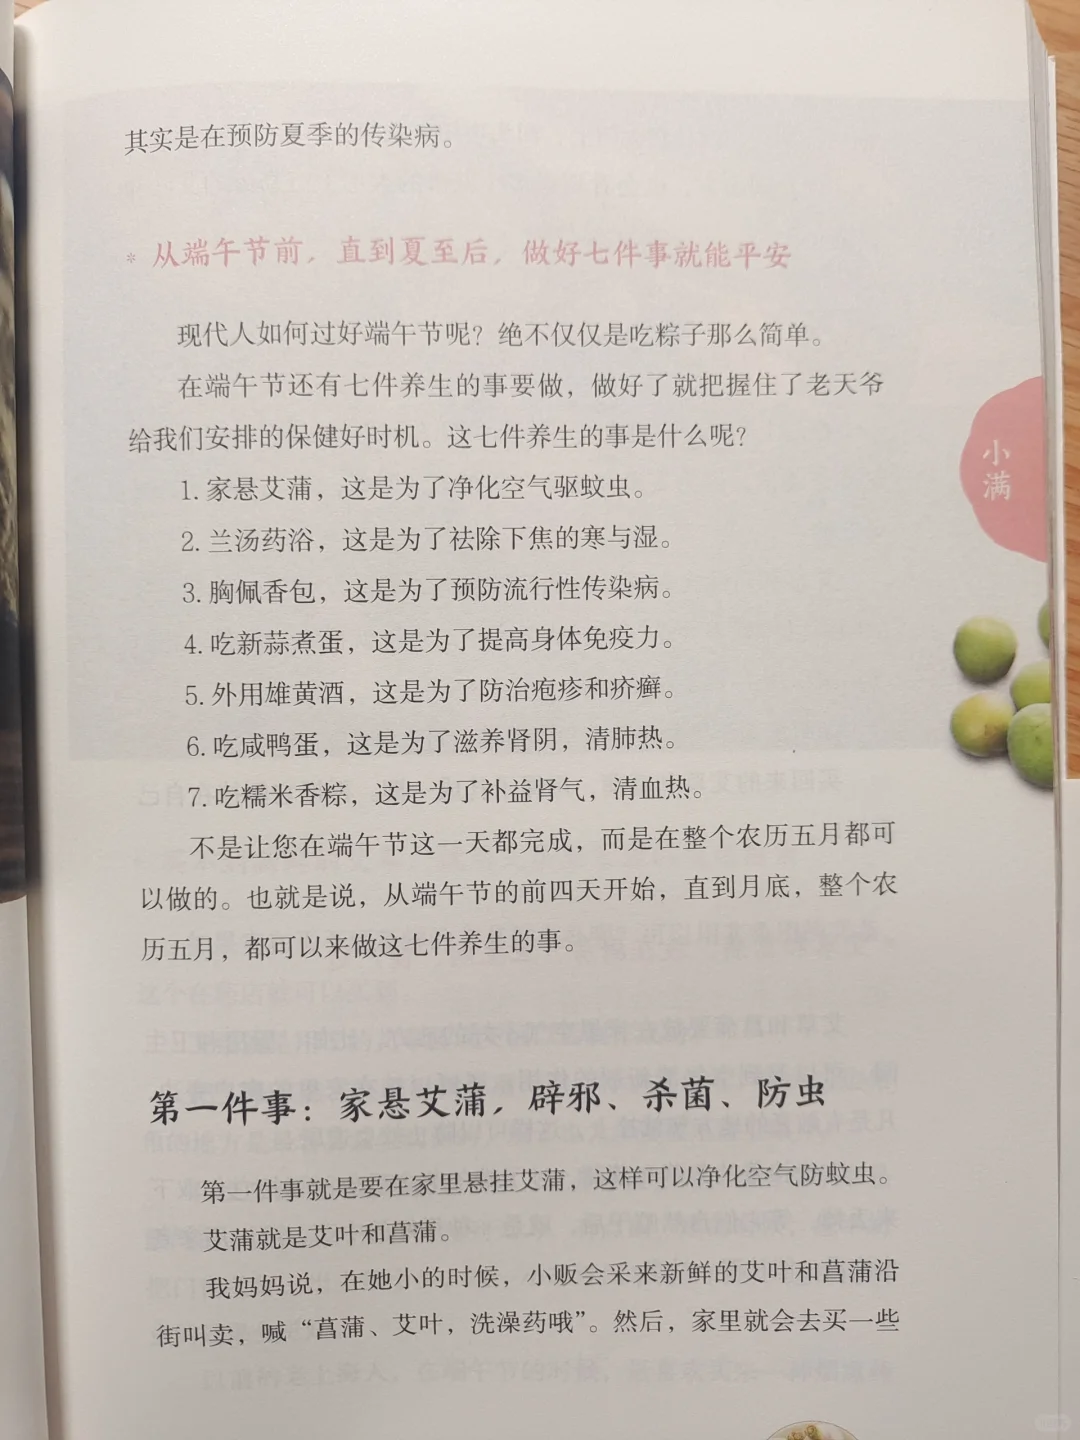 其实是在预防夏季的传染病。
* 从端午节前，直到夏至后，做好七件事就能平安
现代人如何过好端午节呢？绝不仅仅是吃粽子那么简单。
在端午节还有七件养生的事要做，做好了就把握住了老天爷
给我们安排的保健好时机。这七件养生的事是什么呢？
1. 家悬艾蒲，这是为了净化空气驱蚊虫。
2. 兰汤药浴，这是为了祛除下焦的寒与湿。
3. 胸佩香包，这是为了预防流行性传染病。
4. 吃新蒜煮蛋，这是为了提高身体免疫力。
5. 外用雄黄酒，这是为了防治疱疹和疥癣。
6. 吃咸鸭蛋，这是为了滋养肾阴，清肺热。
7. 吃糯米香粽，这是为了补益肾气，清血热。
不是让您在端午节这一天都完成，而是在整个农历五月都可
以做的。也就是说，从端午节的前四天开始，直到月底，整个农
历五月，都可以来做这七件养生的事。
第一件事：家悬艾蒲，辟邪、杀菌、防虫
第一件事就是要在家里悬挂艾蒲，这样可以净化空气防蚊虫。
艾蒲就是艾叶和菖蒲。
我妈妈说，在她小的时候，小贩会采来新鲜的艾叶和菖蒲沿
街叫卖，喊“菖蒲、艾叶，洗澡药哦”。然后，家里就会去买一些
小
满